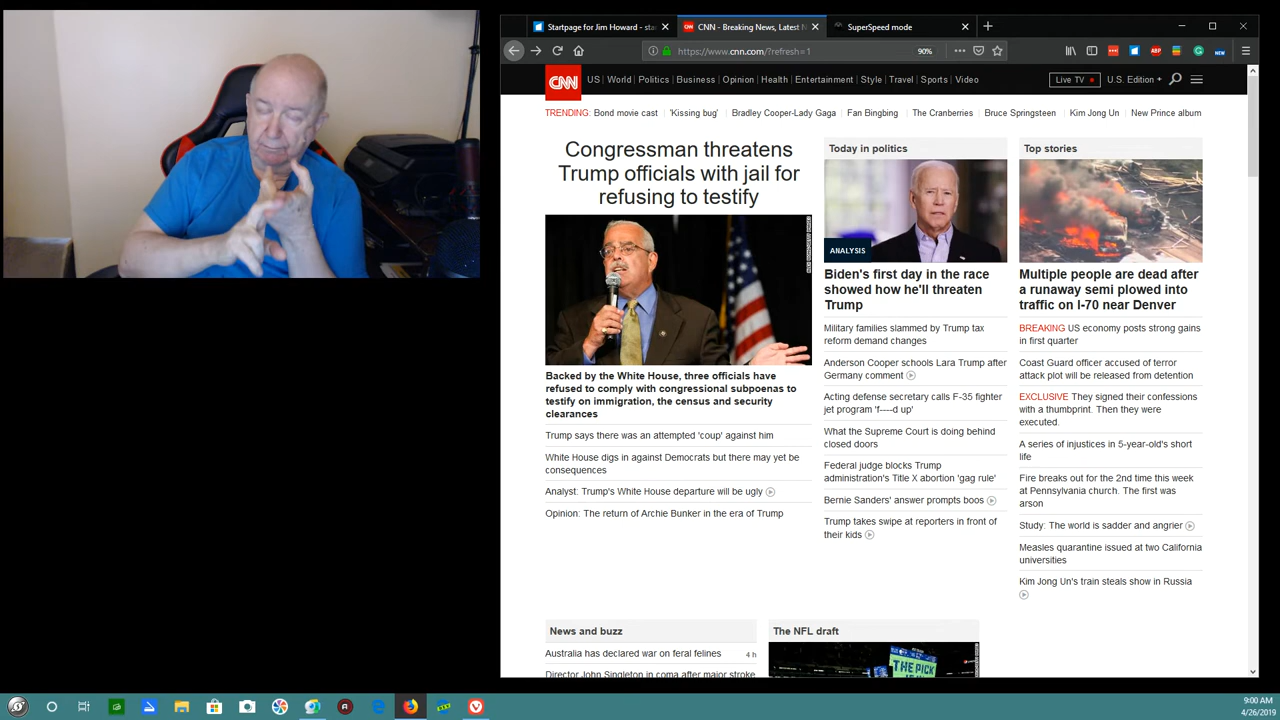 Startpage for Jim Howard - sta
CNN - Breaking News, Latest N
SuperSpeed mode
https://www.cnn.com/?refresh=1
90%
ABP
NEW
CNN
US World Politics Business Opinion Health Entertainment Style Travel Sports Video
Live TV
U.S. Edition +
TRENDING: Bond movie cast 'Kissing bug' Bradley Cooper-Lady Gaga Fan Bingbing The Cranberries Bruce Springsteen Kim Jong Un New Prince album
Congressman threatens
Trump officials with jail for
refusing to testify
Backed by the White House, three officials have
refused to comply with congressional subpoenas to
testify on immigration, the census and security
clearances
Trump says there was an attempted 'coup' against him
White House digs in against Democrats but there may yet be
consequences
Analyst: Trump's White House departure will be ugly
Opinion: The return of Archie Bunker in the era of Trump
Today in politics
ANALYSIS
Biden's first day in the race
showed how he'll threaten
Trump
Military families slammed by Trump tax
reform demand changes
Anderson Cooper schools Lara Trump after
Germany comment
Acting defense secretary calls F-35 fighter
jet program 'f----d up'
What the Supreme Court is doing behind
closed doors
Federal judge blocks Trump
administration's Title X abortion 'gag rule'
Bernie Sanders' answer prompts boos
Trump takes swipe at reporters in front of
their kids
Top stories
Multiple people are dead after
a runaway semi plowed into
traffic on I-70 near Denver
BREAKING US economy posts strong gains
in first quarter
Coast Guard officer accused of terror
attack plot will be released from detention
EXCLUSIVE They signed their confessions
with a thumbprint. Then they were
executed.
A series of injustices in 5-year-old's short
life
Fire breaks out for the 2nd time this week
at Pennsylvania church. The first was
arson
Study: The world is sadder and angrier
Measles quarantine issued at two California
universities
Kim Jong Un's train steals show in Russia
News and buzz
Australia has declared war on feral felines
4 h
Director John Singleton in coma after major stroke
The NFL draft
THE PICK
9:00 AM
4/26/2019